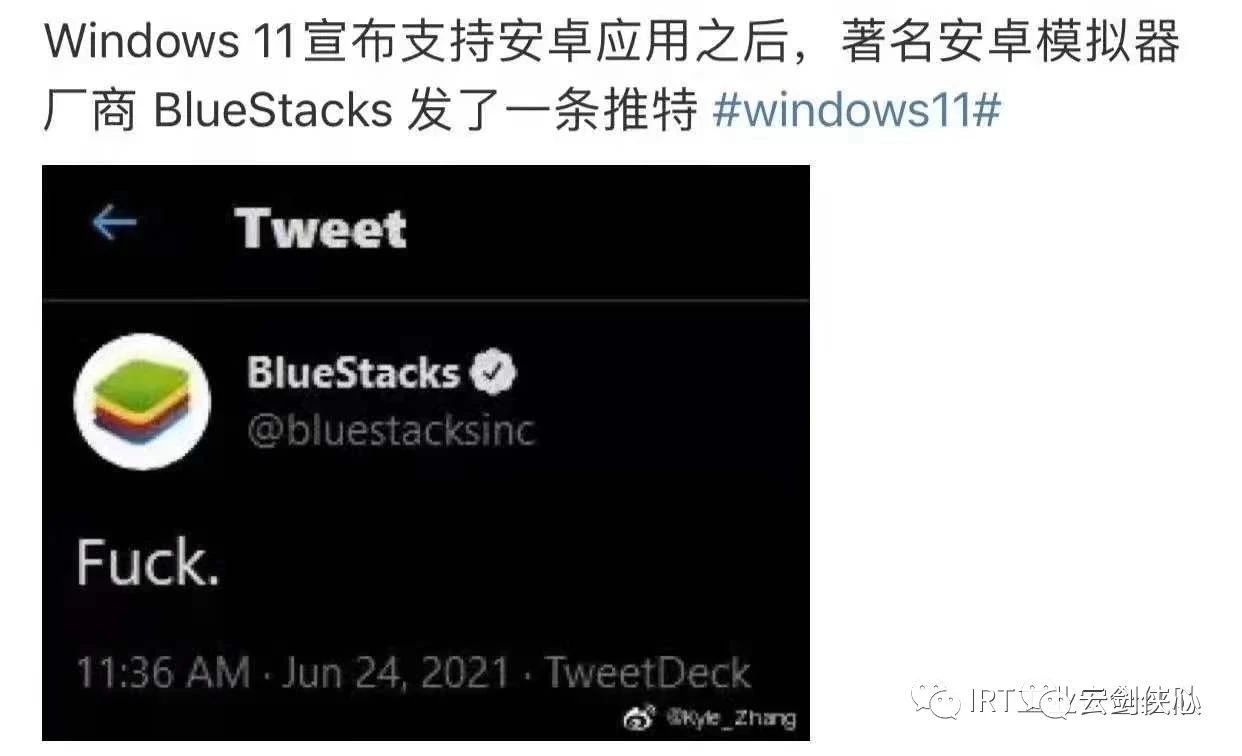 Windows 11宣布支持安卓应用之后，著名安卓模拟器
厂商 BlueStacks 发了一条推特 #windows11#
Tweet
BlueStacks
@bluestacksinc
Fuck.
11:36 AM · Jun 24, 2021 · TweetDeck
@Kyle_Zhang
IRT
云剑侠心